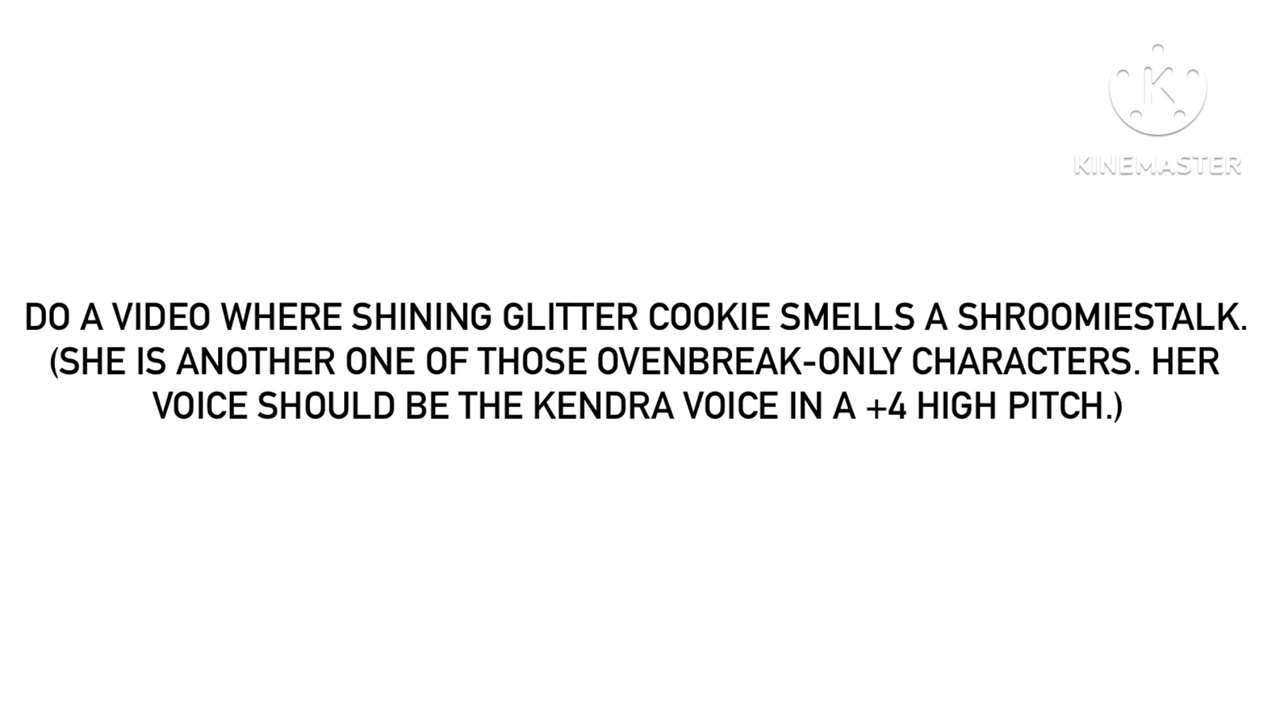 K
KINEMASTER
DO A VIDEO WHERE SHINING GLITTER COOKIE SMELLS A SHROOMIESTALK.
(SHE IS ANOTHER ONE OF THOSE OVENBREAK-ONLY CHARACTERS. HER
VOICE SHOULD BE THE KENDRA VOICE IN A +4 HIGH PITCH.)